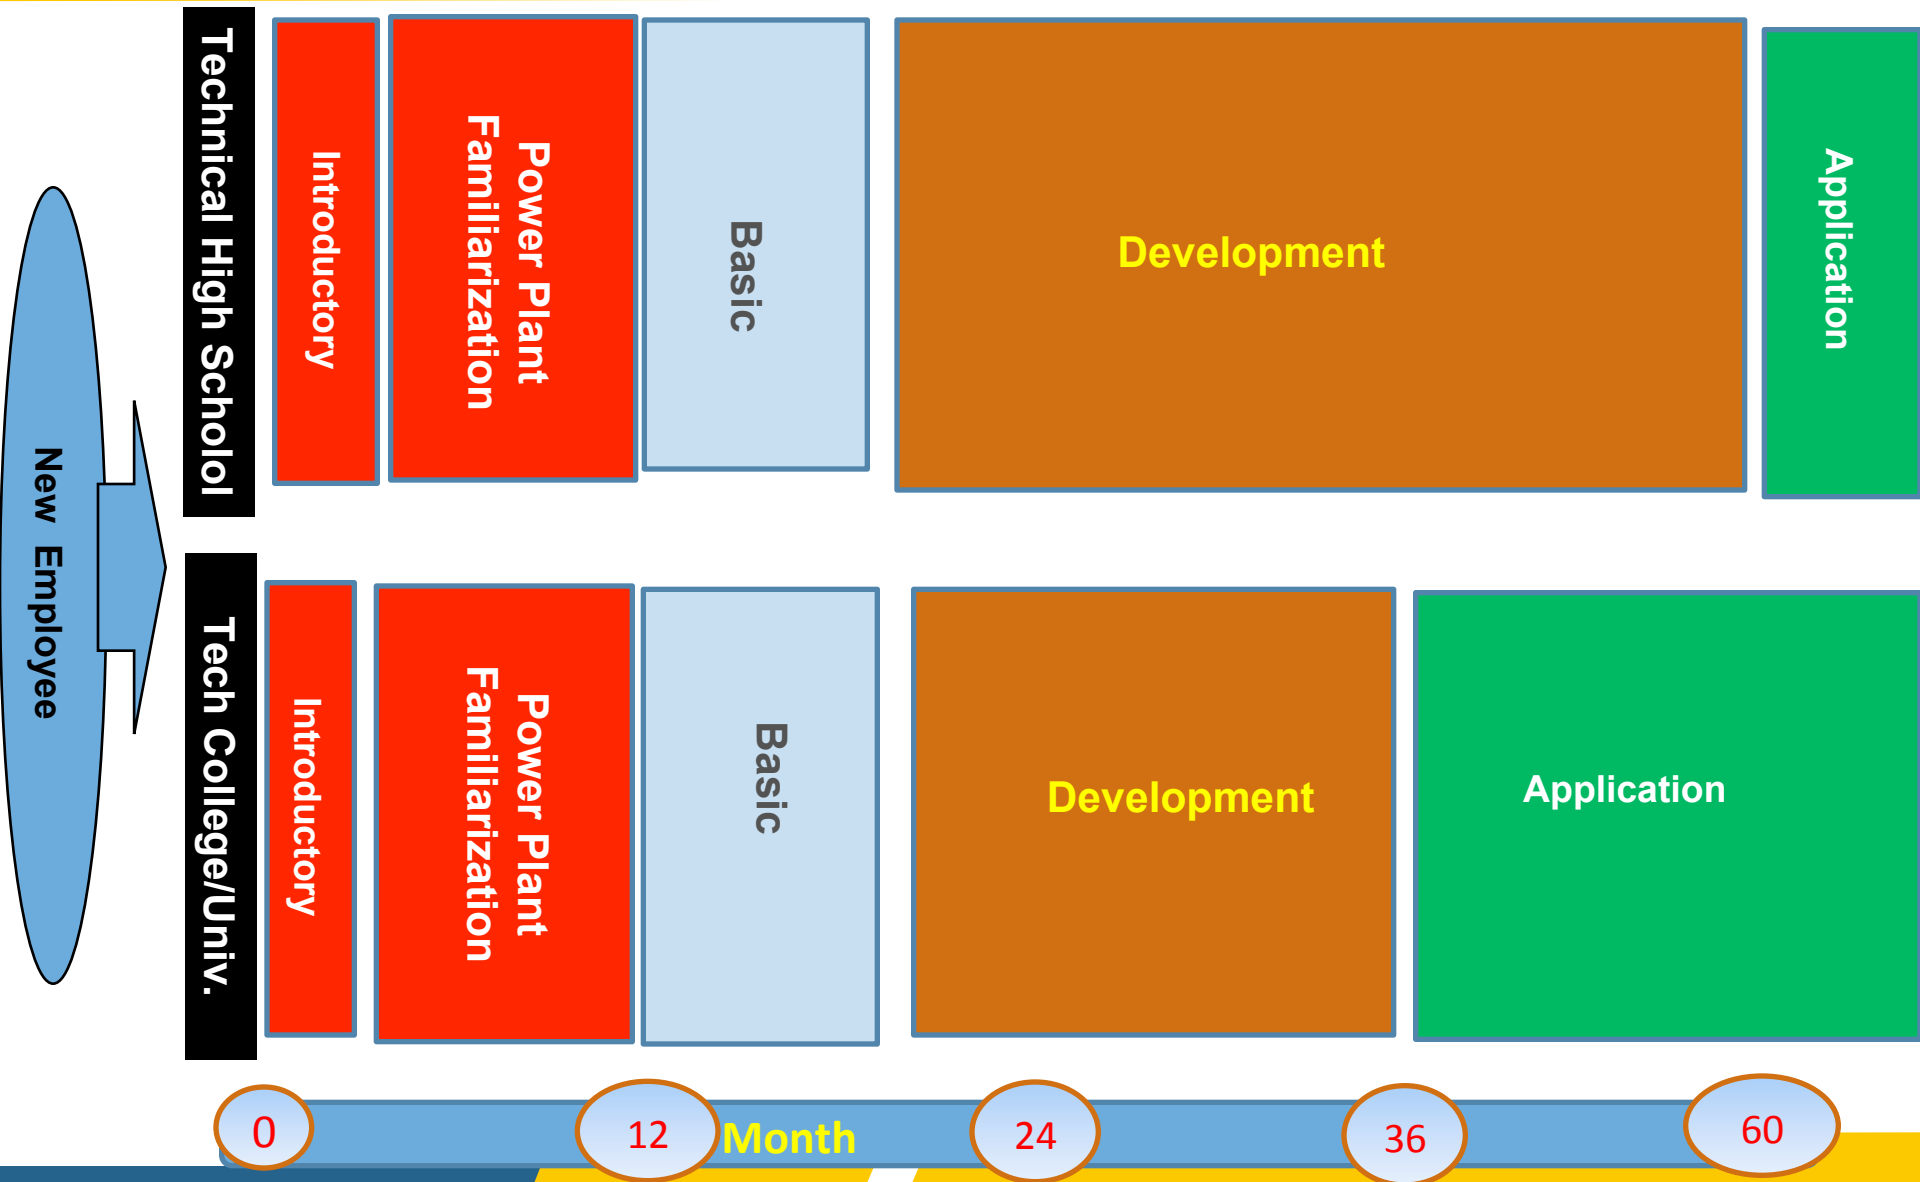 New Employee
Technical High Scholol
Introductory
Power Plant
Familiarization
Basic
Development
Application
Tech College/Univ.
Introductory
Power Plant
Familiarization
Basic
Development
Application
0
12
Month
24
36
60